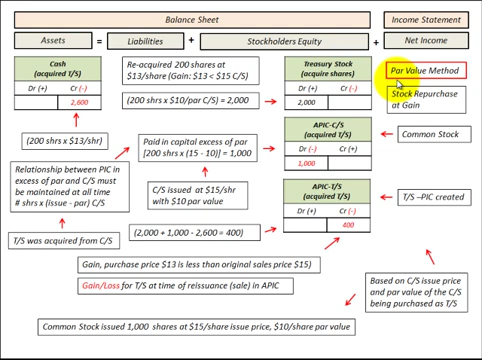 Balance Sheet
Income Statement
Assets
=
Liabilities
+
Stockholders Equity
+
Net Income
Cash
(acquired T/S)
Dr (+) Cr (-)
2,600
Re-acquired 200 shares at
$13/share (Gain: $13 < $15 C/S)
Treasury Stock
(acquire shares)
Dr (+) Cr (-)
2,000
Par Value Method
Stock Repurchase
at Gain
(200 shrs x $10/par C/S) = 2,000
(200 shrs x $13/shr)
Paid in capital excess of par
[200 shrs x (15 - 10)] = 1,000
APIC-C/S
(acquired T/S)
Dr (-) Cr (+)
1,000
Common Stock
Relationship between PIC in
excess of par and C/S must
be maintained at all time
# shrs x (issue - par) C/S
C/S issued at $15/shr
with $10 par value
APIC-T/S
(acquired T/S)
Dr (-) Cr (+)
400
T/S –PIC created
T/S was acquired from C/S
(2,000 + 1,000 - 2,600 = 400)
Gain, purchase price $13 is less than original sales price $15)
Gain/Loss for T/S at time of reissuance (sale) in APIC
Based on C/S issue price
and par value of the C/S
being purchased as T/S
Common Stock issued 1,000 shares at $15/share issue price, $10/share par value